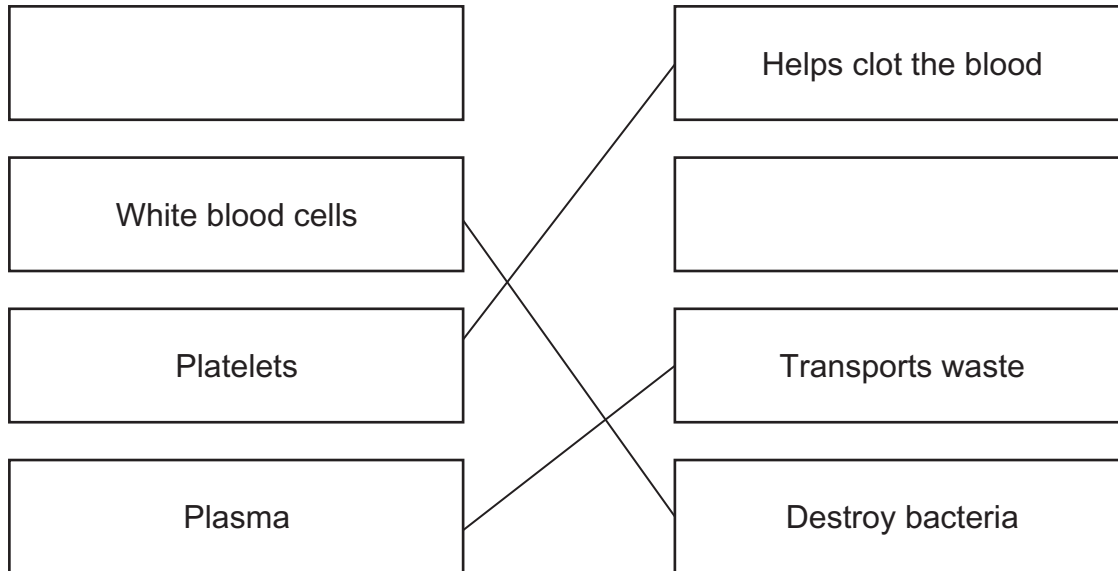 Helps clot the blood
White blood cells
Platelets
Transports waste
Plasma
Destroy bacteria